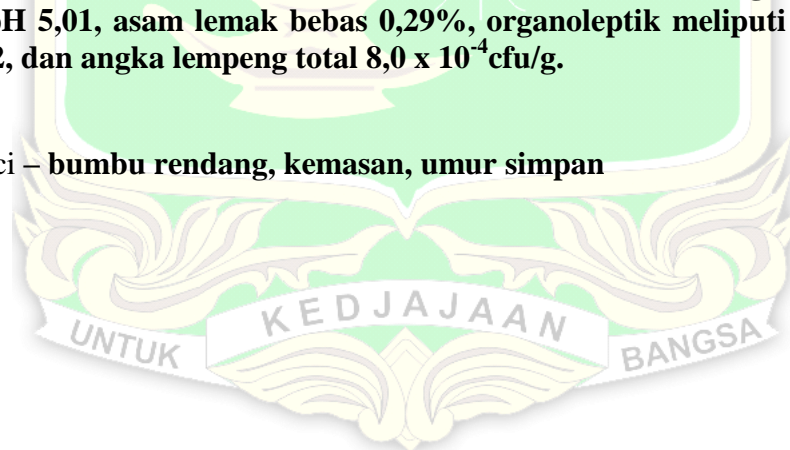 H 5,01, asam lemak bebas 0,29%, organoleptik meliputi
2, dan angka lempeng total 8,0 x 10⁻⁴cfu/g.
ci – bumbu rendang, kemasan, umur simpan
UNTUK KEDJAJAAN BANGSA